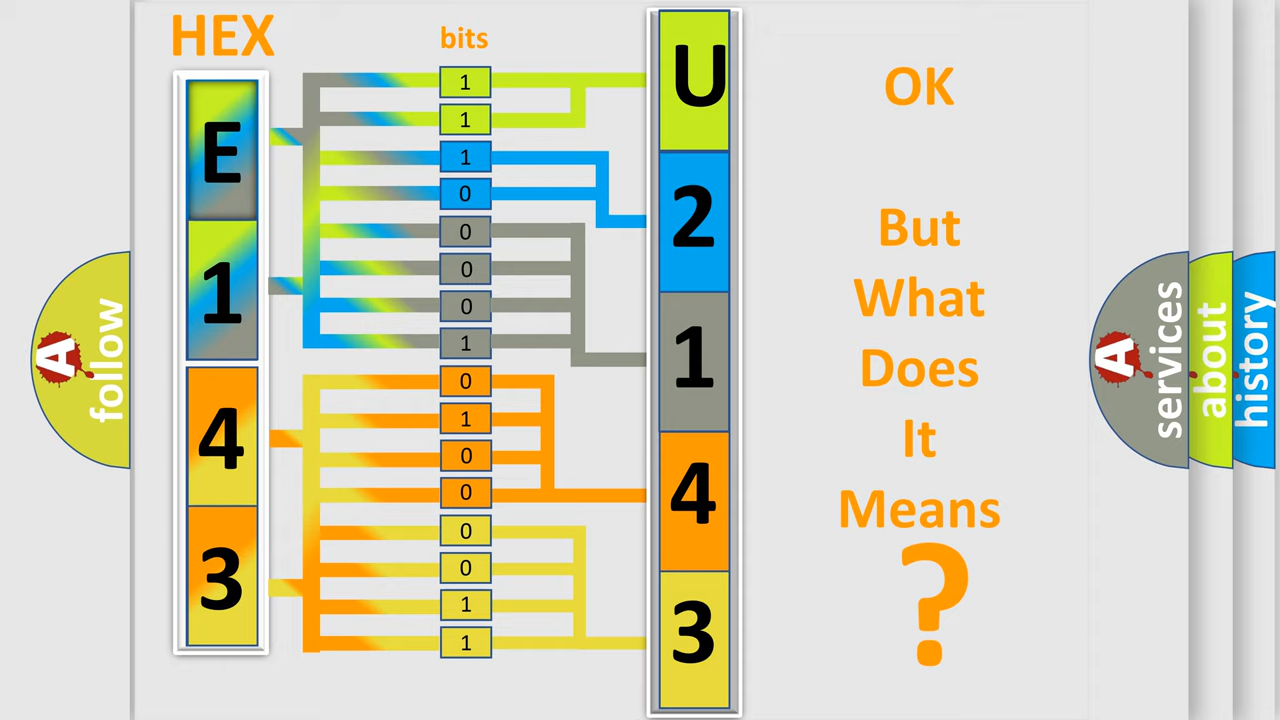 HEX
bits
E
1
4
3
1
1
1
0
0
0
0
1
0
1
0
0
0
0
1
1
U
2
1
4
3
OK
But
What
Does
It
Means
?
A
follow
A
services
about
history